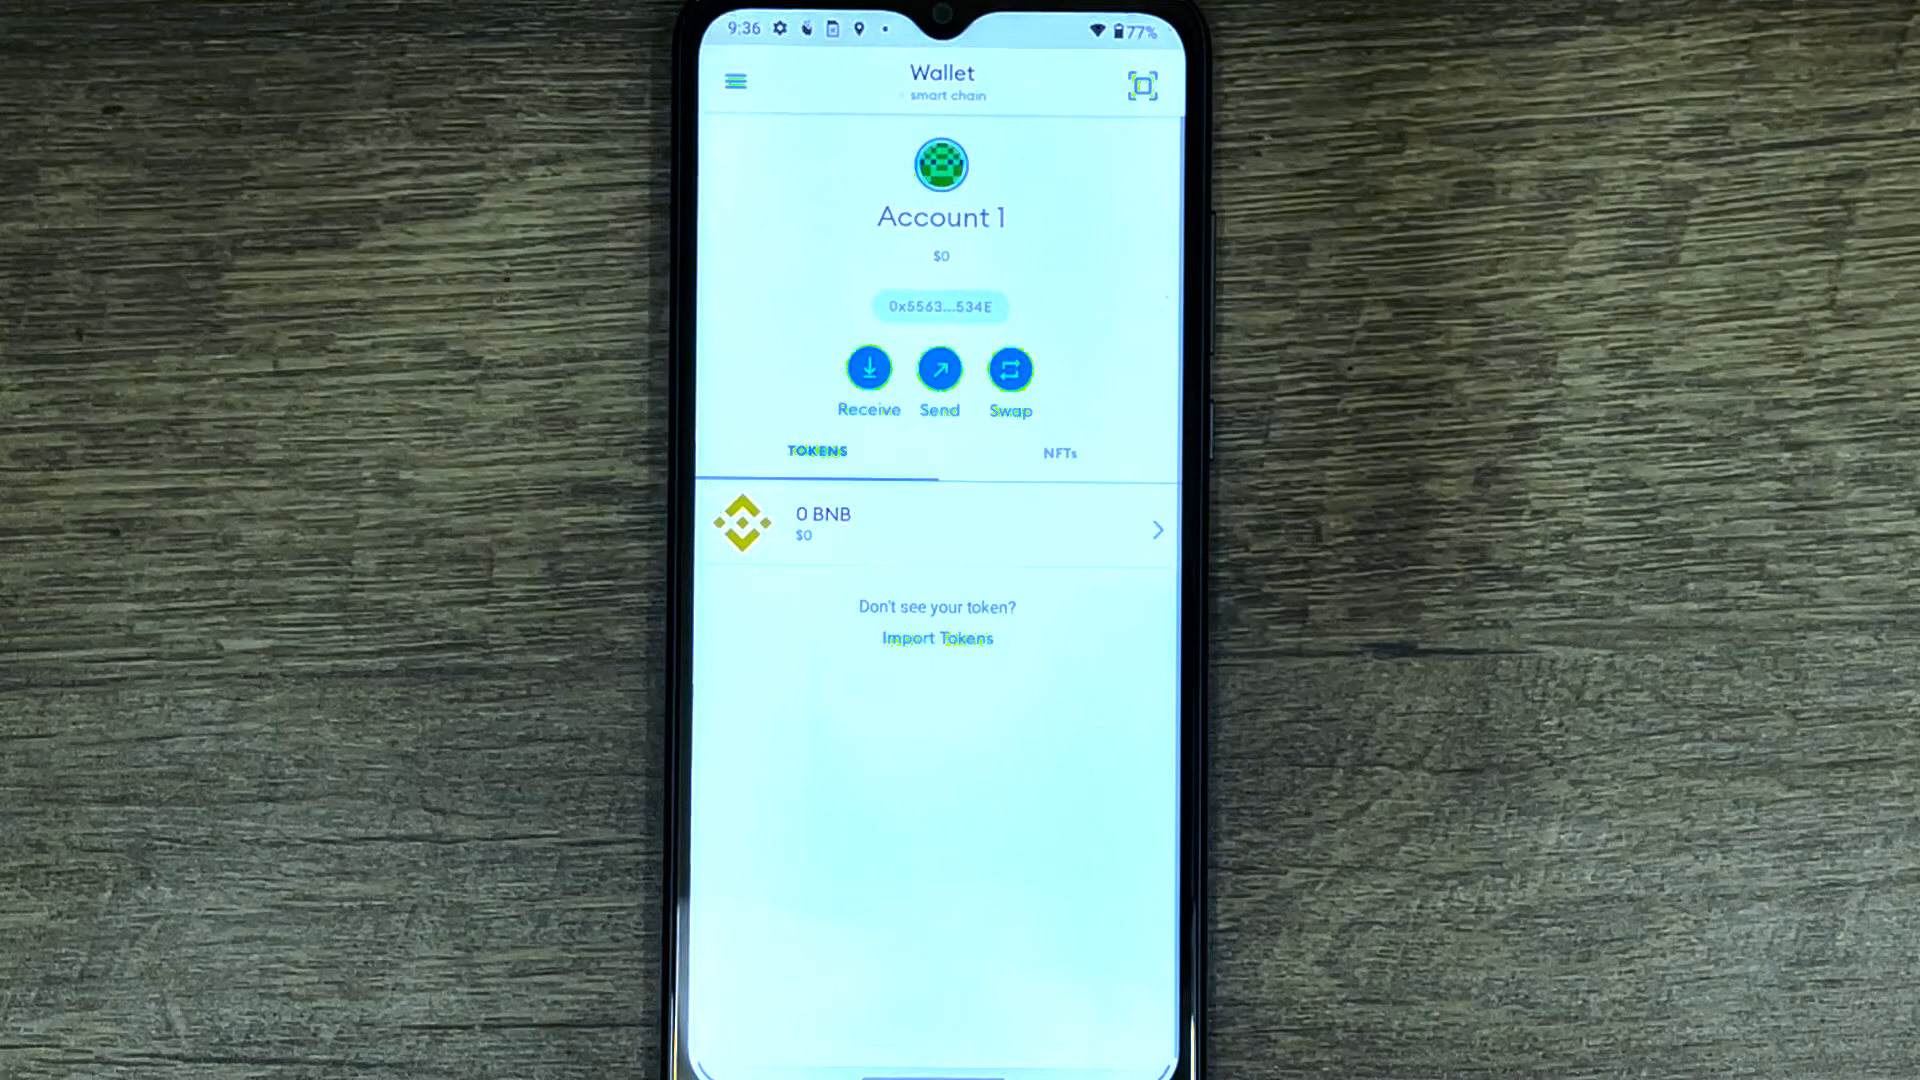 9:36 77%
Wallet
smart chain
Account 1
$0
0x5563...534E
Receive Send Swap
TOKENS NFTs
0 BNB
$0
Don't see your token?
Import Tokens